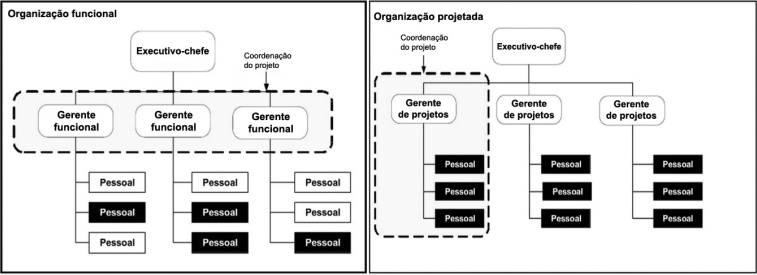 Organização funcional
Executivo-chefe
Coordenação
do projeto
Gerente
funcional
Gerente
funcional
Gerente
funcional
Pessoal
Pessoal
Pessoal
Pessoal
Pessoal
Pessoal
Pessoal
Pessoal
Pessoal
Organização projetada
Coordenação
do projeto
Executivo-chefe
Gerente
de projetos
Gerente
de projetos
Gerente
de projetos
Pessoal
Pessoal
Pessoal
Pessoal
Pessoal
Pessoal
Pessoal
Pessoal
Pessoal